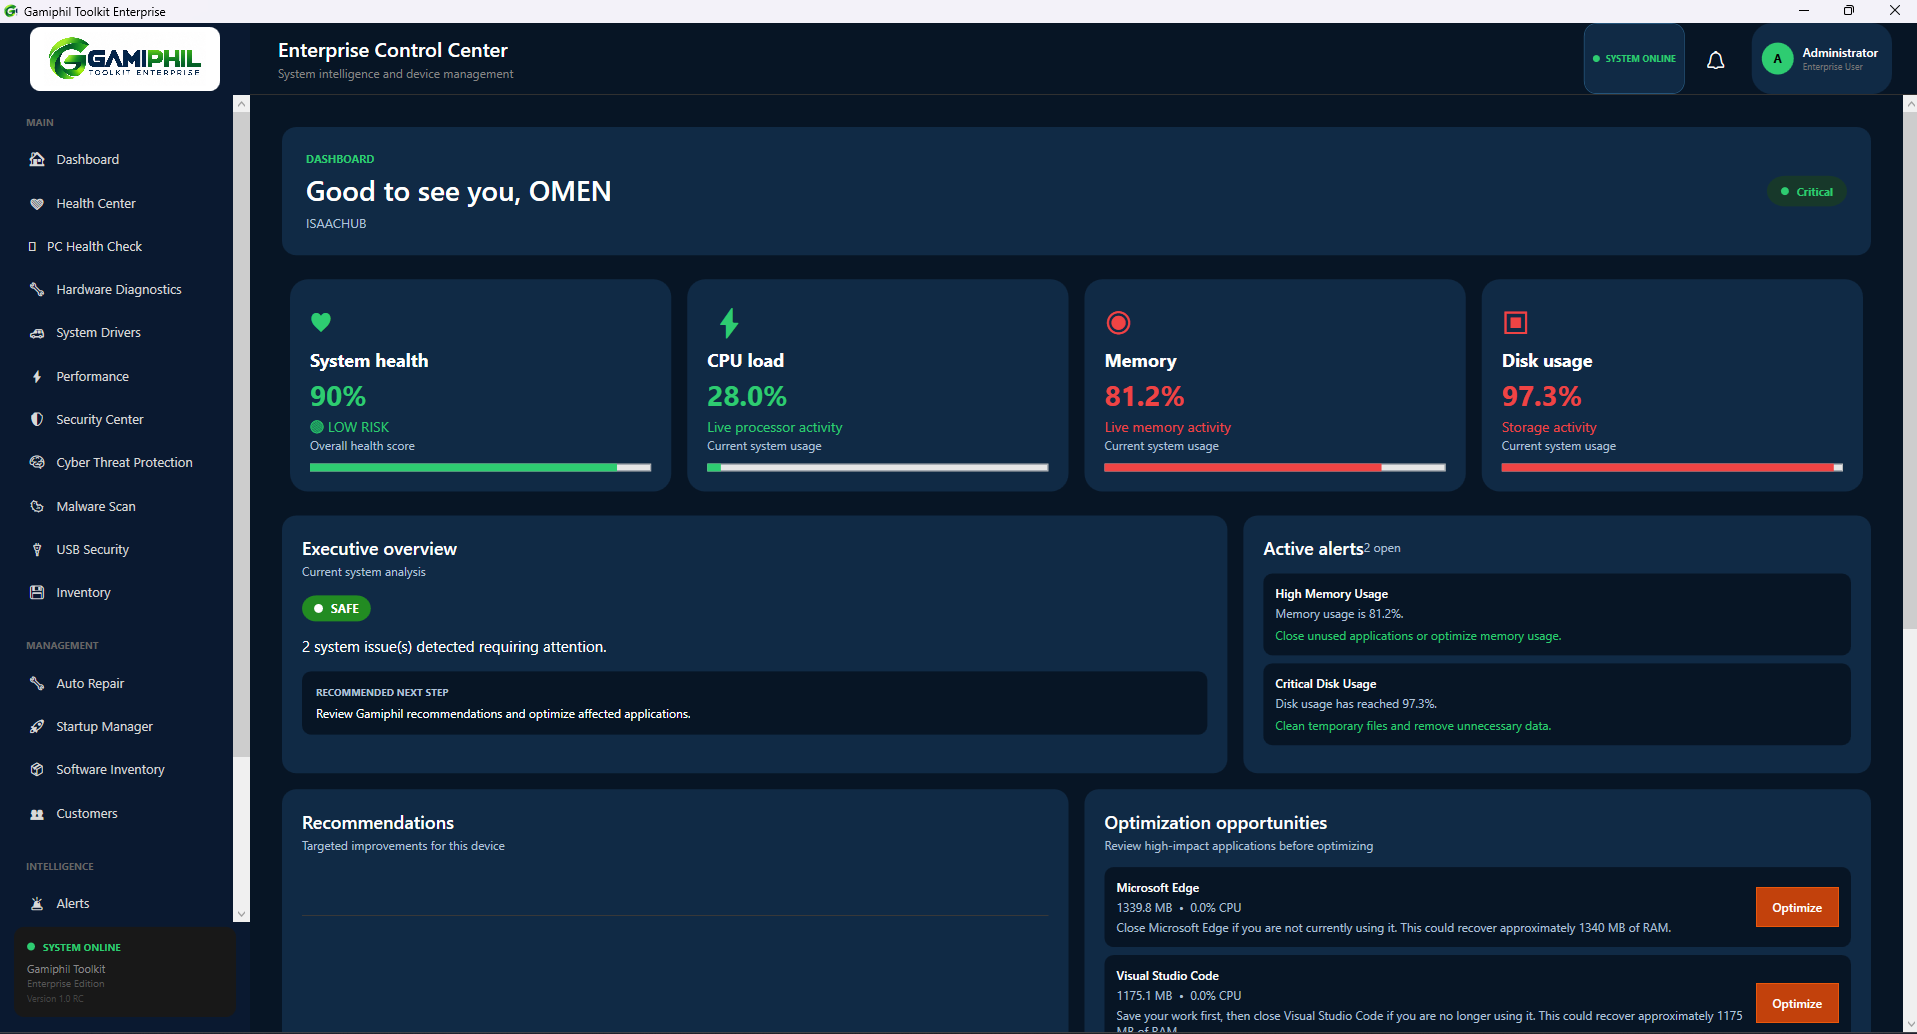 Gamiphil Toolkit Enterprise
GAMIPHIL
TOOLKIT ENTERPRISE
Enterprise Control Center
System intelligence and device management
SYSTEM ONLINE
A
Administrator
Enterprise User
MAIN
Dashboard
Health Center
PC Health Check
Hardware Diagnostics
System Drivers
Performance
Security Center
Cyber Threat Protection
Malware Scan
USB Security
Inventory
MANAGEMENT
Auto Repair
Startup Manager
Software Inventory
Customers
INTELLIGENCE
Alerts
SYSTEM ONLINE
Gamiphil Toolkit
Enterprise Edition
Version 1.0 RC
DASHBOARD
Good to see you, OMEN
ISAACHUB
Critical
System health
90%
LOW RISK
Overall health score
CPU load
28.0%
Live processor activity
Current system usage
Memory
81.2%
Live memory activity
Current system usage
Disk usage
97.3%
Storage activity
Current system usage
Executive overview
Current system analysis
SAFE
2 system issue(s) detected requiring attention.
RECOMMENDED NEXT STEP
Review Gamiphil recommendations and optimize affected applications.
Active alerts 2 open
High Memory Usage
Memory usage is 81.2%.
Close unused applications or optimize memory usage.
Critical Disk Usage
Disk usage has reached 97.3%.
Clean temporary files and remove unnecessary data.
Recommendations
Targeted improvements for this device
Optimization opportunities
Review high-impact applications before optimizing
Microsoft Edge
1339.8 MB • 0.0% CPU
Close Microsoft Edge if you are not currently using it. This could recover approximately 1340 MB of RAM.
Optimize
Visual Studio Code
1175.1 MB • 0.0% CPU
Save your work first, then close Visual Studio Code if you are no longer using it. This could recover approximately 1175
MB of RAM.
Optimize